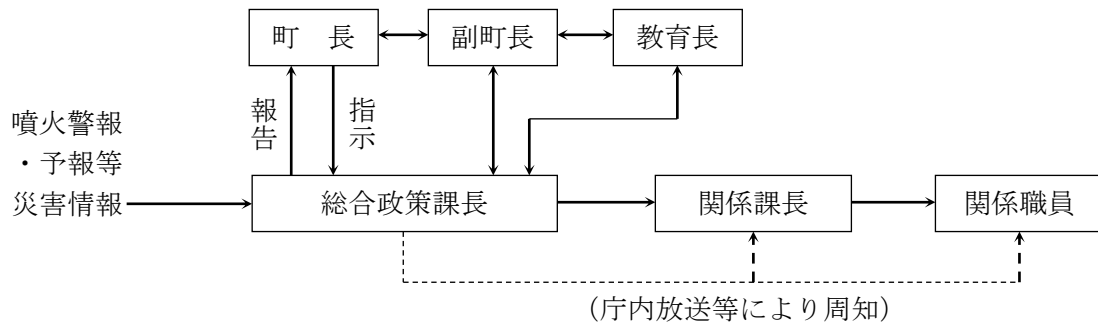 町　長
副町長
教育長
報告
指示
噴火警報
・予報等
災害情報
総合政策課長
関係課長
関係職員
（庁内放送等により周知）